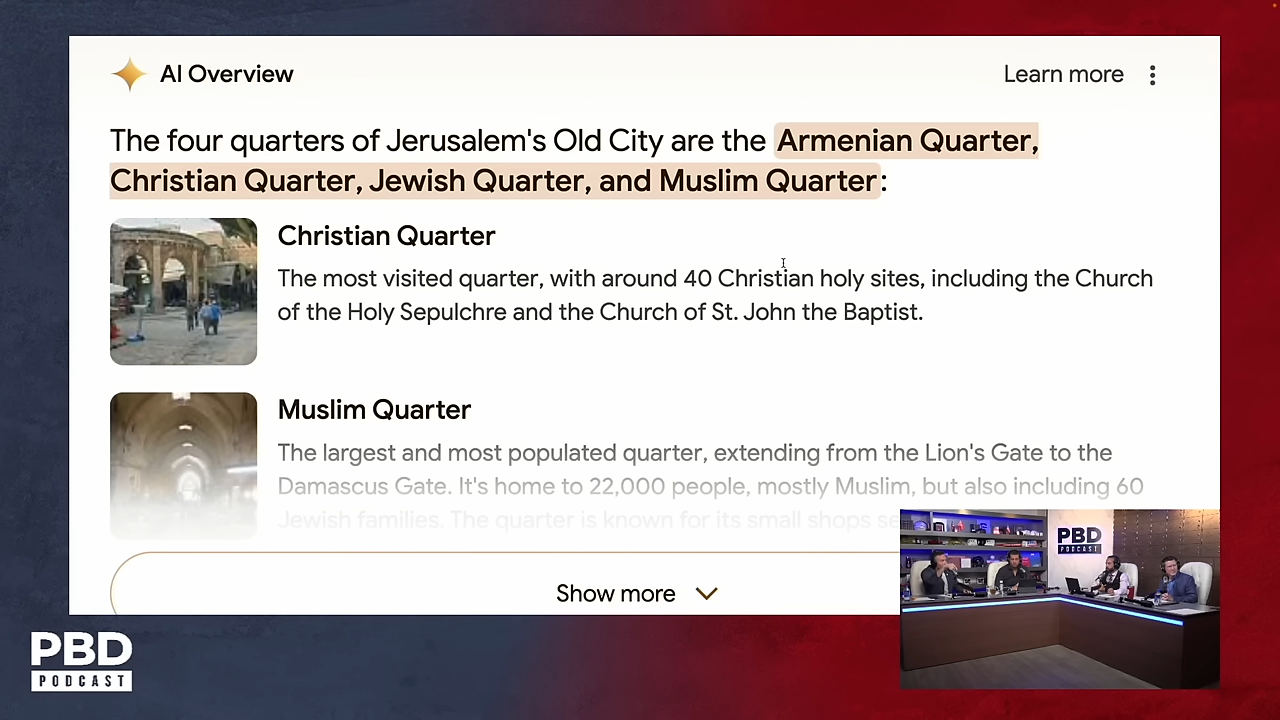 AI Overview
Learn more
The four quarters of Jerusalem's Old City are the Armenian Quarter,
Christian Quarter, Jewish Quarter, and Muslim Quarter:
Christian Quarter
The most visited quarter, with around 40 Christian holy sites, including the Church
of the Holy Sepulchre and the Church of St. John the Baptist.
Muslim Quarter
The largest and most populated quarter, extending from the Lion's Gate to the
Damascus Gate. It's home to 22,000 people, mostly Muslim, but also including 60
Jewish families. The quarter is known for its small shops
Show more
PBD
PODCAST
PBD
PODCAST